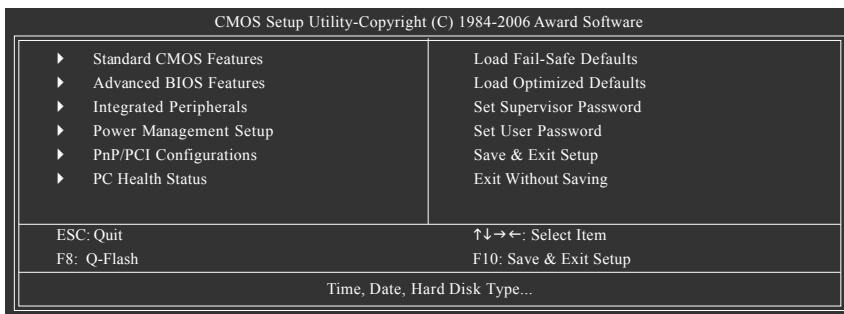 CMOS Setup Utility-Copyright (C) 1984-2006 Award Software
Standard CMOS Features
Advanced BIOS Features
Integrated Peripherals
Power Management Setup
PnP/PCI Configurations
PC Health Status
Load Fail-Safe Defaults
Load Optimized Defaults
Set Supervisor Password
Set User Password
Save & Exit Setup
Exit Without Saving
ESC: Quit
F8: Q-Flash
↑↓→←: Select Item
F10: Save & Exit Setup
Time, Date, Hard Disk Type...